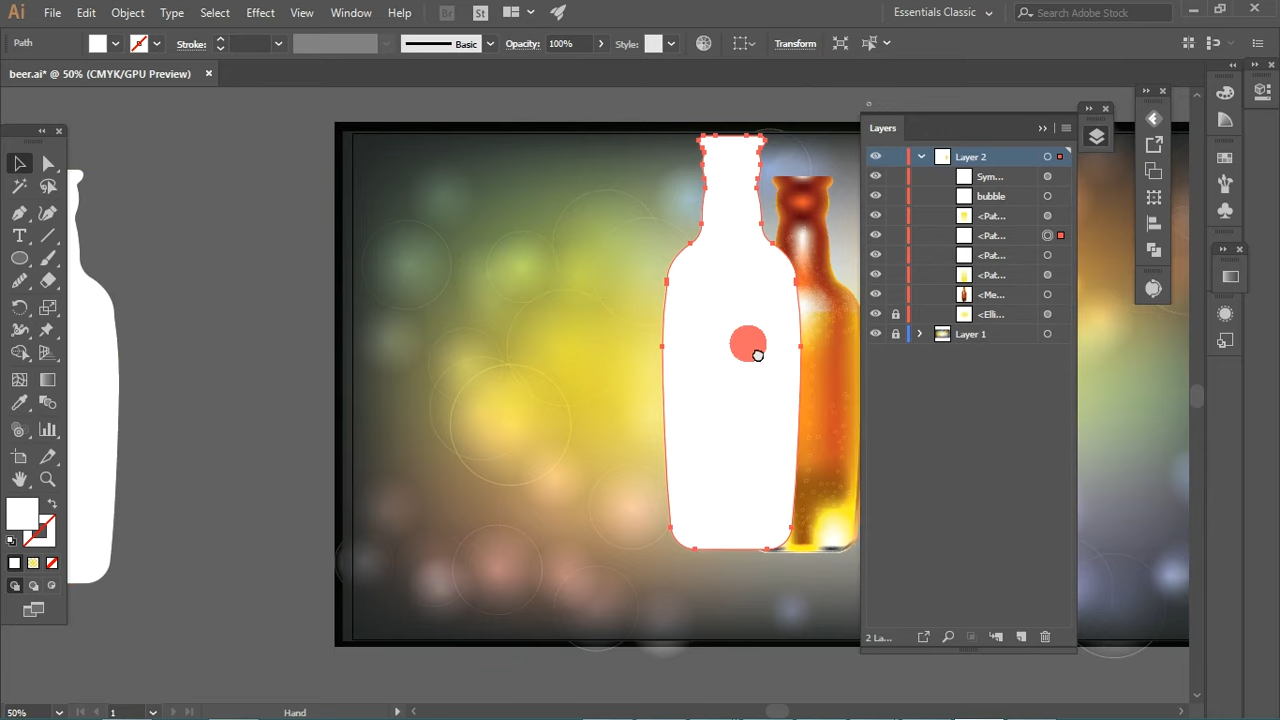 Ai File Edit Object Type Select Effect View Window Help Br St Essentials Classic Search Adobe Stock
Path Stroke: Basic Opacity: 100% Style: Transform
beer.ai* @ 50% (CMYK/GPU Preview)
Layers
Layer 2
Sym...
bubble
<Pat...
<Pat...
<Pat...
<Pat...
<Me...
<Elli...
Layer 1
2 La...
50% 1 Hand